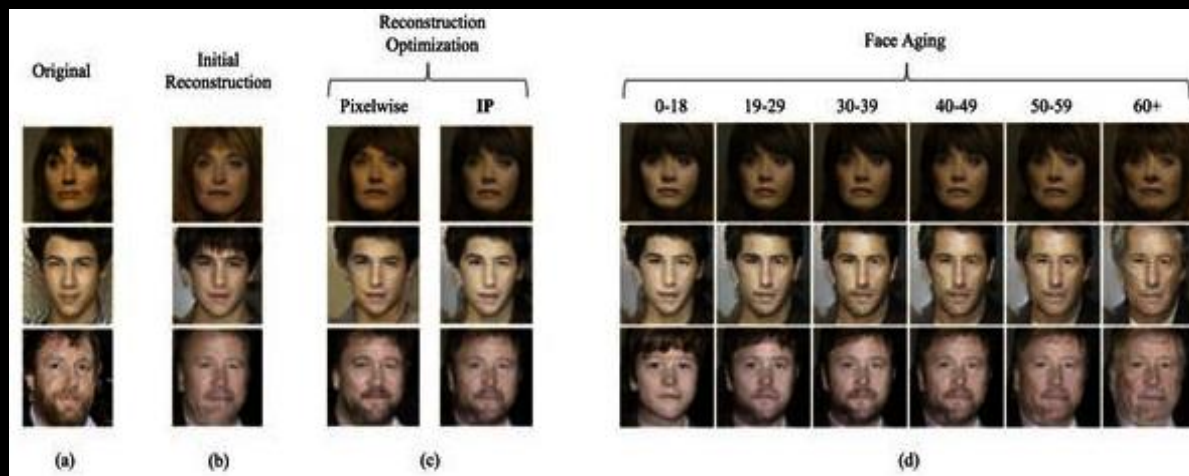 Reconstruction
Optimization
Face Aging
Original
Initial
Reconstruction
Pixelwise
IP
0-18
19-29
30-39
40-49
50-59
60+
(a)
(b)
(c)
(d)